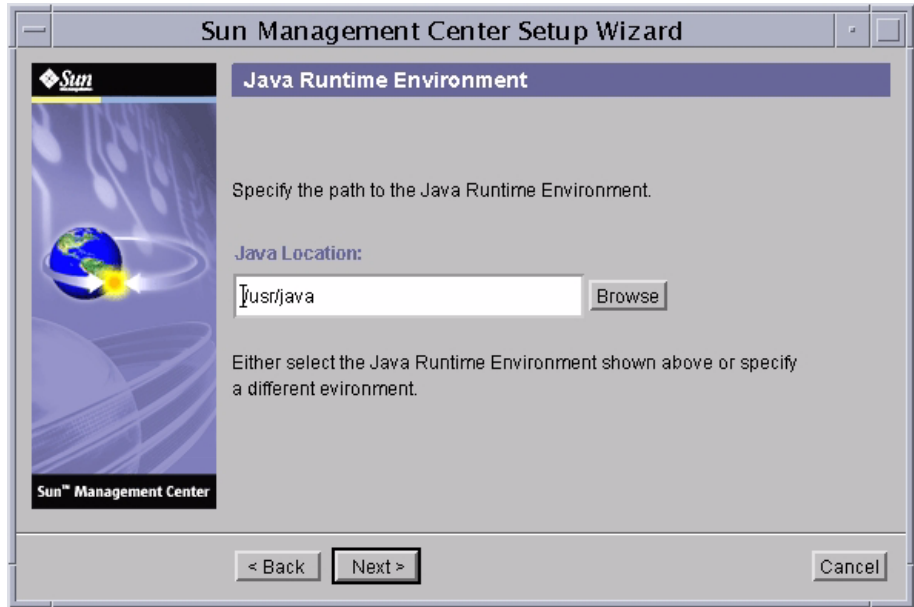 Sun Management Center Setup Wizard
Sun
Java Runtime Environment
Specify the path to the Java Runtime Environment.
Java Location:
/usr/java
Browse
Either select the Java Runtime Environment shown above or specify
a different evironment.
Sun™ Management Center
< Back
Next >
Cancel